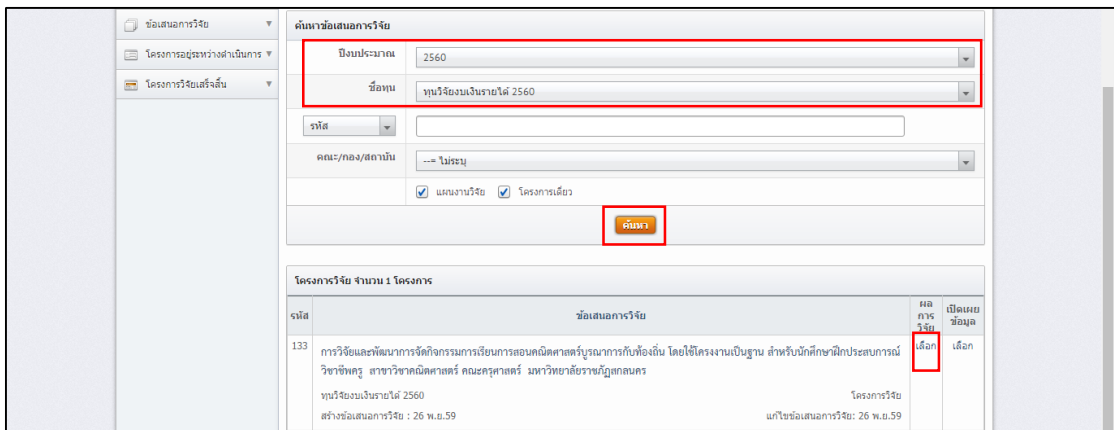 ข้อเสนอการวิจัย
โครงการอยู่ระหว่างดำเนินการ
โครงการวิจัยเสร็จสิ้น
ค้นหาข้อเสนอการวิจัย
ปีงบประมาณ
2560
ชื่อทุน
ทุนวิจัยงบเงินรายได้ 2560
รหัส
คณะ/กอง/สถาบัน
--= ไม่ระบุ
แผนงานวิจัย โครงการเดี่ยว
ค้นหา
โครงการวิจัย จำนวน 1 โครงการ
รหัส
ข้อเสนอการวิจัย
ผล
การ
วิจัย
เปิดเผย
ข้อมูล
133
การวิจัยและพัฒนาการจัดกิจกรรมการเรียนการสอนคณิตศาสตร์บูรณาการกับท้องถิ่น โดยใช้โครงงานเป็นฐาน สำหรับนักศึกษาฝึกประสบการณ์
วิชาชีพครู สาขาวิชาคณิตศาสตร์ คณะครุศาสตร์ มหาวิทยาลัยราชภัฏสกลนคร
เลือก
เลือก
ทุนวิจัยงบเงินรายได้ 2560
โครงการวิจัย
สร้างข้อเสนอการวิจัย : 26 พ.ย.59
แก้ไขข้อเสนอการวิจัย: 26 พ.ย.59